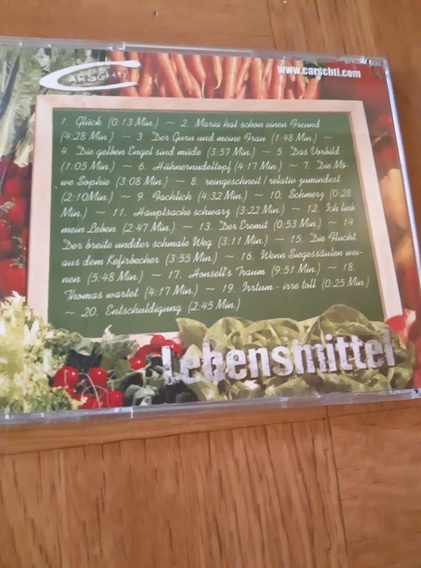 CARSCHTI
www.carschti.com
1. Glück (0:13 Min.) ~ 2. Maria hat schon einen Freund
(4:28 Min.) ~ 3. Der Guru und meine Frau (1:48 Min.) ~
4. Die gelben Engel sind müde (3:57 Min.) ~ 5. Das Vorbild
(1:05 Min.) ~ 6. Hühnernudeltopf (4:17 Min.) ~ 7. Die Mö-
we Sophie (3:08 Min.) ~ 8. reingeschneit/relativ zumindest
(2:10Min.) ~ 9. Fachlich (4:32 Min.) ~ 10. Schmerz (0:28
Min.) ~ 11. Hauptsache schwarz (3:22 Min.) ~ 12. Ich lieb
mein Leben (2:47 Min.) ~ 13. Der Eremit (0:53 Min.) ~ 14.
Der breite undder schmale Weg (3:11 Min.) ~ 15. Die Flucht
aus dem Kefirbecher (3:55 Min.) ~ 16. Wenn Siegessäulen wei-
nen (5:48 Min.) ~ 17. Honsell's Traum (9:51 Min.) ~ 18.
Thomas wartet (4:17 Min.) ~ 19. Irrtum - irre toll (0:25 Min.)
~ 20. Entschuldigung (2:45 Min.)
Lebensmittel